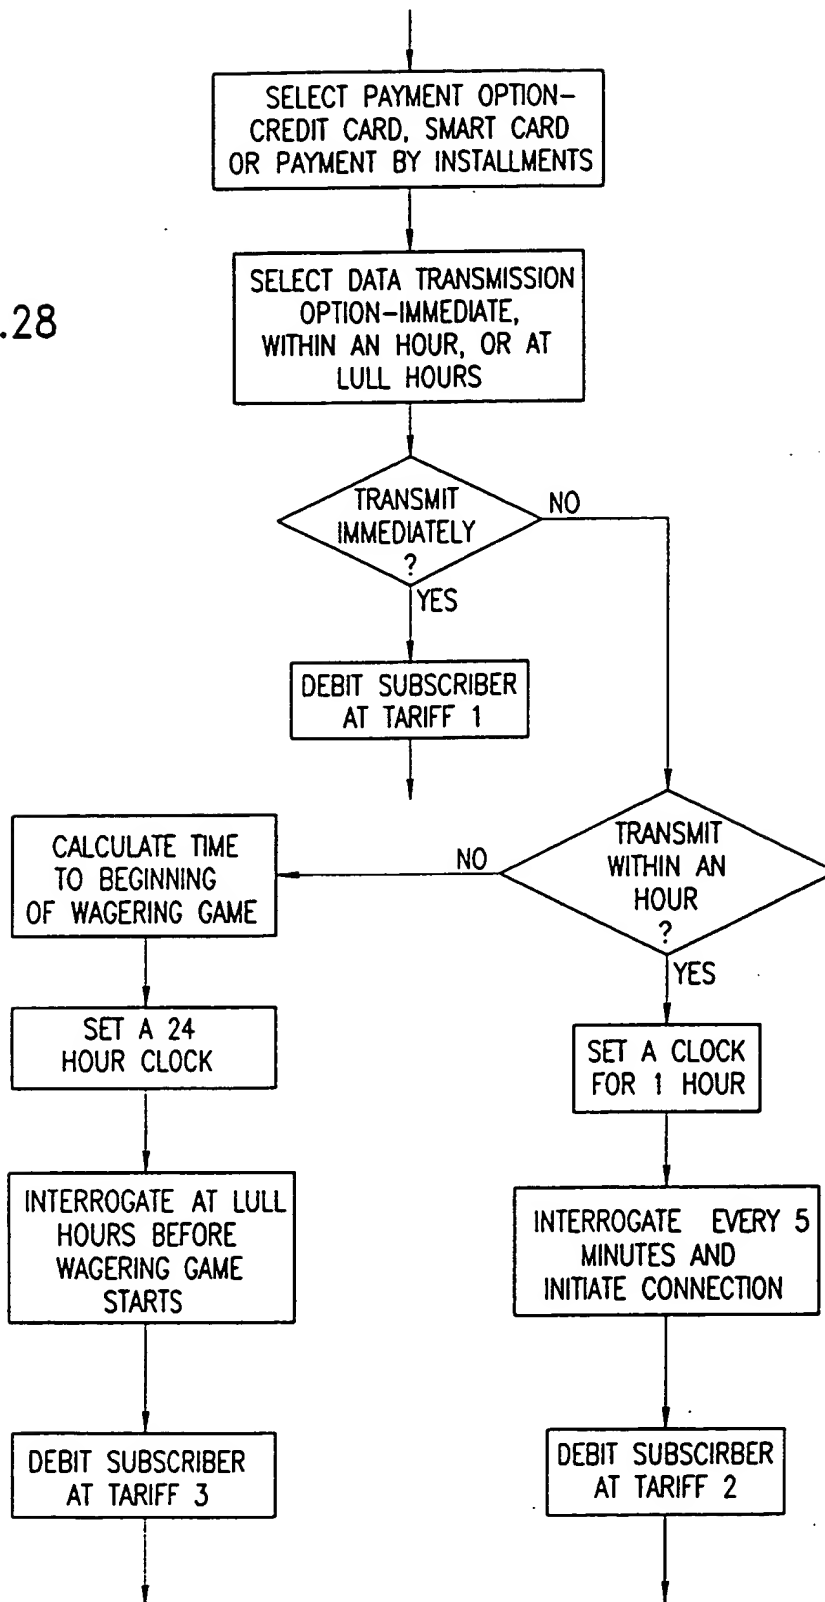 SELECT PAYMENT OPTION-
CREDIT CARD, SMART CARD
OR PAYMENT BY INSTALLMENTS
SELECT DATA TRANSMISSION
OPTION-IMMEDIATE,
WITHIN AN HOUR, OR AT
LULL HOURS
.28
TRANSMIT
IMMEDIATELY
?
NO
YES
DEBIT SUBSCRIBER
AT TARIFF 1
TRANSMIT
WITHIN AN
HOUR
?
NO
YES
CALCULATE TIME
TO BEGINNING
OF WAGERING GAME
SET A 24
HOUR CLOCK
INTERROGATE AT LULL
HOURS BEFORE
WAGERING GAME
STARTS
DEBIT SUBSCRIBER
AT TARIFF 3
SET A CLOCK
FOR 1 HOUR
INTERROGATE EVERY 5
MINUTES AND
INITIATE CONNECTION
DEBIT SUBSCIRBER
AT TARIFF 2